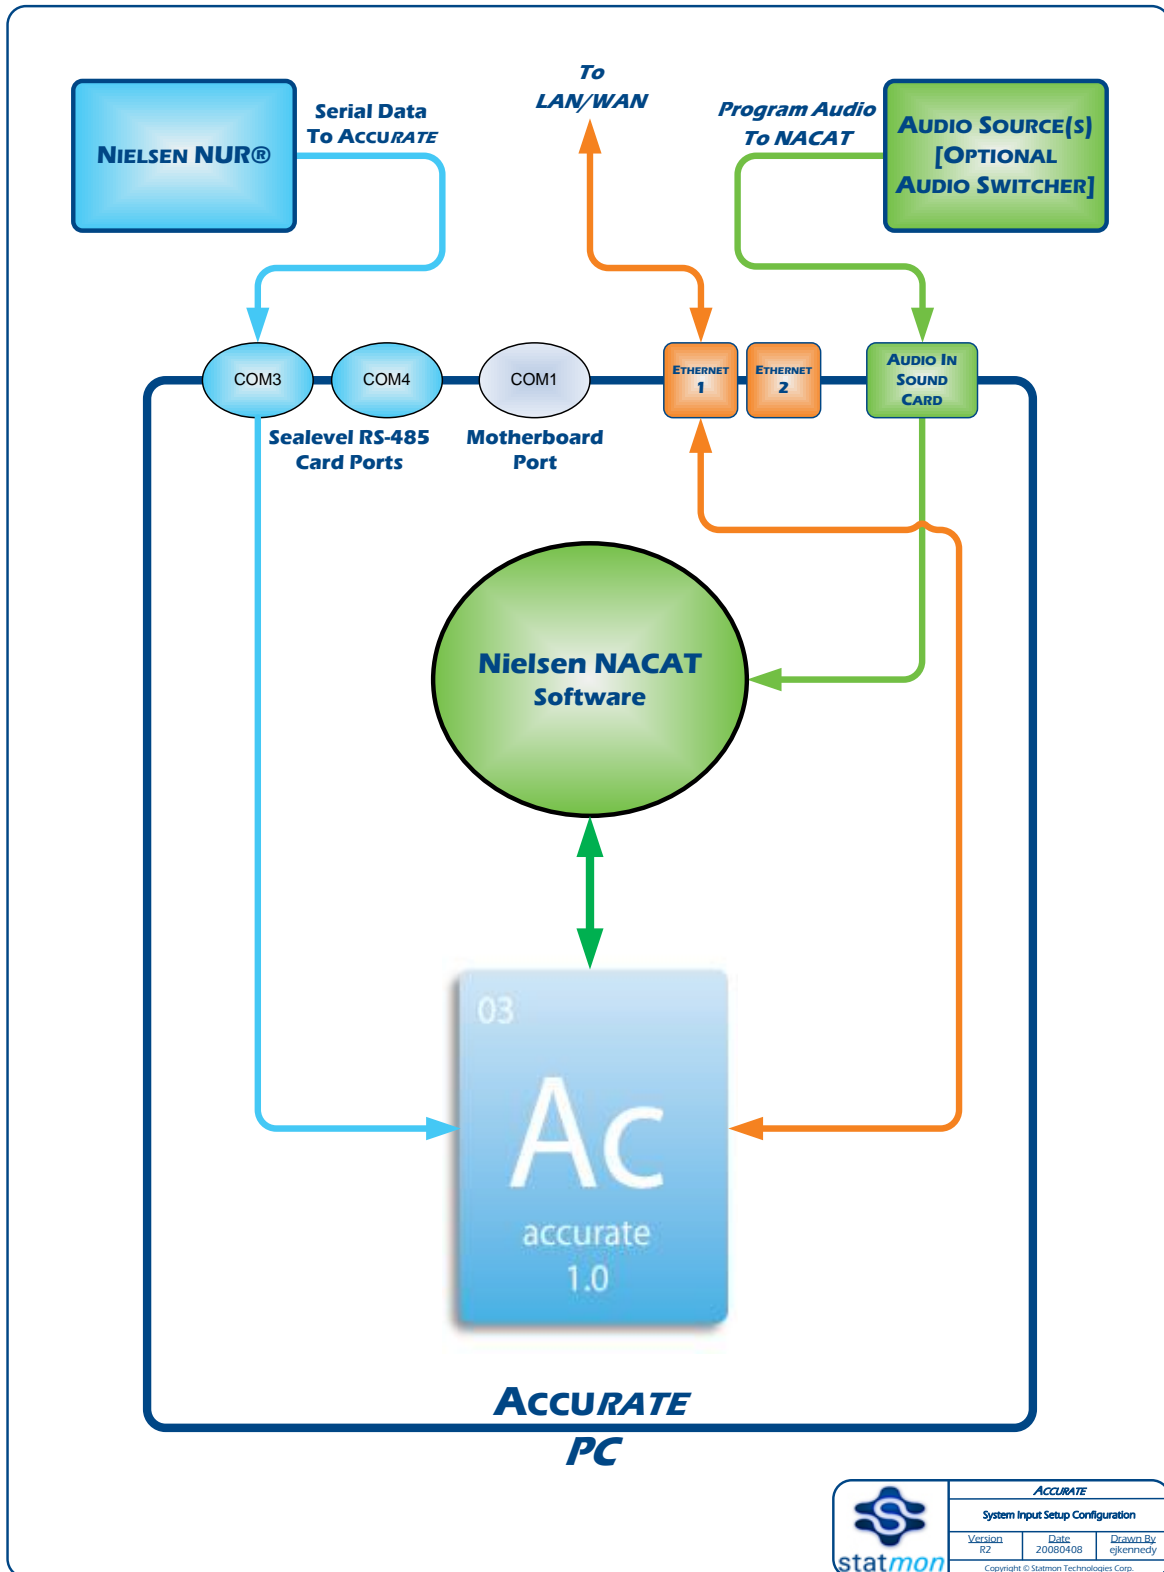 To
LAN/WAN
Serial Data
To ACCURATE
Program Audio
To NACAT
NIELSEN NUR®
AUDIO SOURCE(S)
[OPTIONAL
AUDIO SWITCHER]
COM3
COM4
COM1
ETHERNET
1
ETHERNET
2
AUDIO IN
SOUND
CARD
Sealevel RS-485
Card Ports
Motherboard
Port
Nielsen NACAT
Software
03
Ac
accurate
1.0
ACCURATE
PC
statmon
ACCURATE
System Input Setup Configuration
Version
R2
Date
20080408
Drawn By
ejkennedy
Copyright © Statmon Technologies Corp.